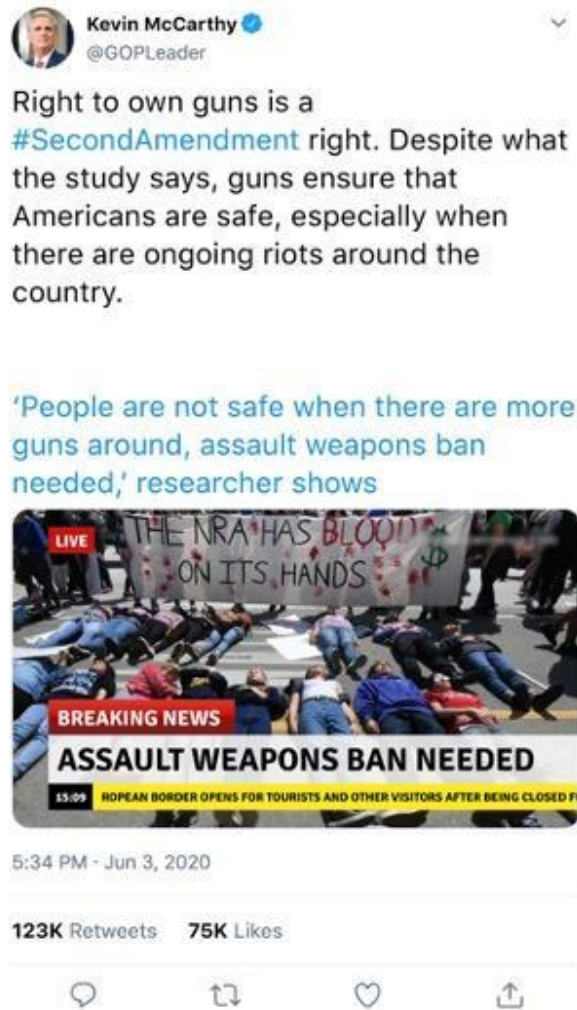 Kevin McCarthy
@GOPLeader
Right to own guns is a
#SecondAmendment right. Despite what
the study says, guns ensure that
Americans are safe, especially when
there are ongoing riots around the
country.
‘People are not safe when there are more
guns around, assault weapons ban
needed,’ researcher shows
LIVE
THE NRA HAS BLOOD
ON ITS HANDS $
BREAKING NEWS
ASSAULT WEAPONS BAN NEEDED
15:09 ROPEAN BORDER OPENS FOR TOURISTS AND OTHER VISITORS AFTER BEING CLOSED F
5:34 PM - Jun 3, 2020
123K Retweets 75K Likes